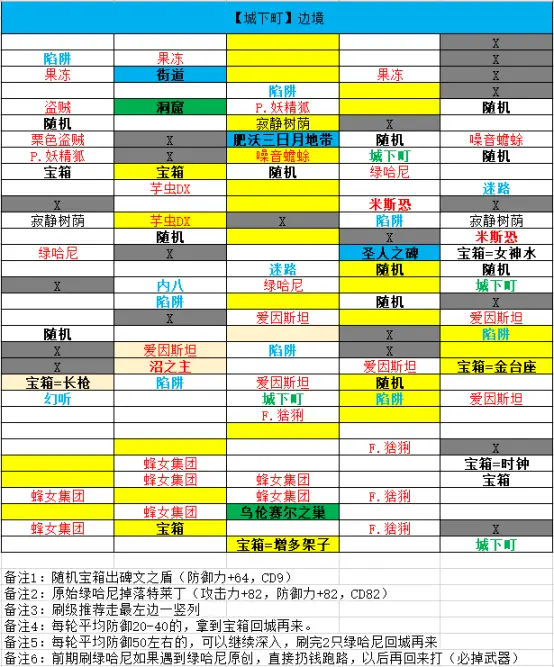 【城下町】边境
X
陷阱 果冻 X
果冻 街道 果冻 X
陷阱 X
盗贼 洞窟 P.妖精狐 随机
随机 寂静树荫 X
栗色盗贼 X 肥沃三日月地带 随机 噪音蟾蜍
P.妖精狐 X 噪音蟾蜍 城下町 随机
宝箱 宝箱 随机 绿哈尼
芋虫DX 迷路
X 米斯恐 X
寂静树荫 芋虫DX X 陷阱 寂静树荫
随机 X 米斯恐
绿哈尼 X 圣人之碑 宝箱=女神水
迷路 随机 随机
X 内八 绿哈尼 城下町
陷阱 随机 X
X 爱因斯坦 爱因斯坦
随机 X 陷阱
X 爱因斯坦 陷阱 X
X 沼之主 爱因斯坦 宝箱=金台座
宝箱=长枪 陷阱 爱因斯坦 随机
幻听 城下町 陷阱 爱因斯坦
F.猞猁
F.猞猁 X
蜂女集团 宝箱=时钟
蜂女集团 蜂女集团 宝箱
蜂女集团 蜂女集团 F.猞猁
蜂女集团 乌伦赛尔之巢
蜂女集团 宝箱 F.猞猁 X
宝箱=增多架子 城下町
备注1：随机宝箱出碑文之盾（防御力+64，CD9）
备注2：原始绿哈尼掉落特莱丁（攻击力+82，防御力+82，CD82）
备注3：刷级推荐走最左边一竖列
备注4：每轮平均防御20-40的，拿到宝箱回城再来。
备注5：每轮平均防御50左右的，可以继续深入，刷完2只绿哈尼回城再来
备注6：前期刷绿哈尼如果遇到绿哈尼原创，直接扔钱跑路，以后再回来打（必掉武器）